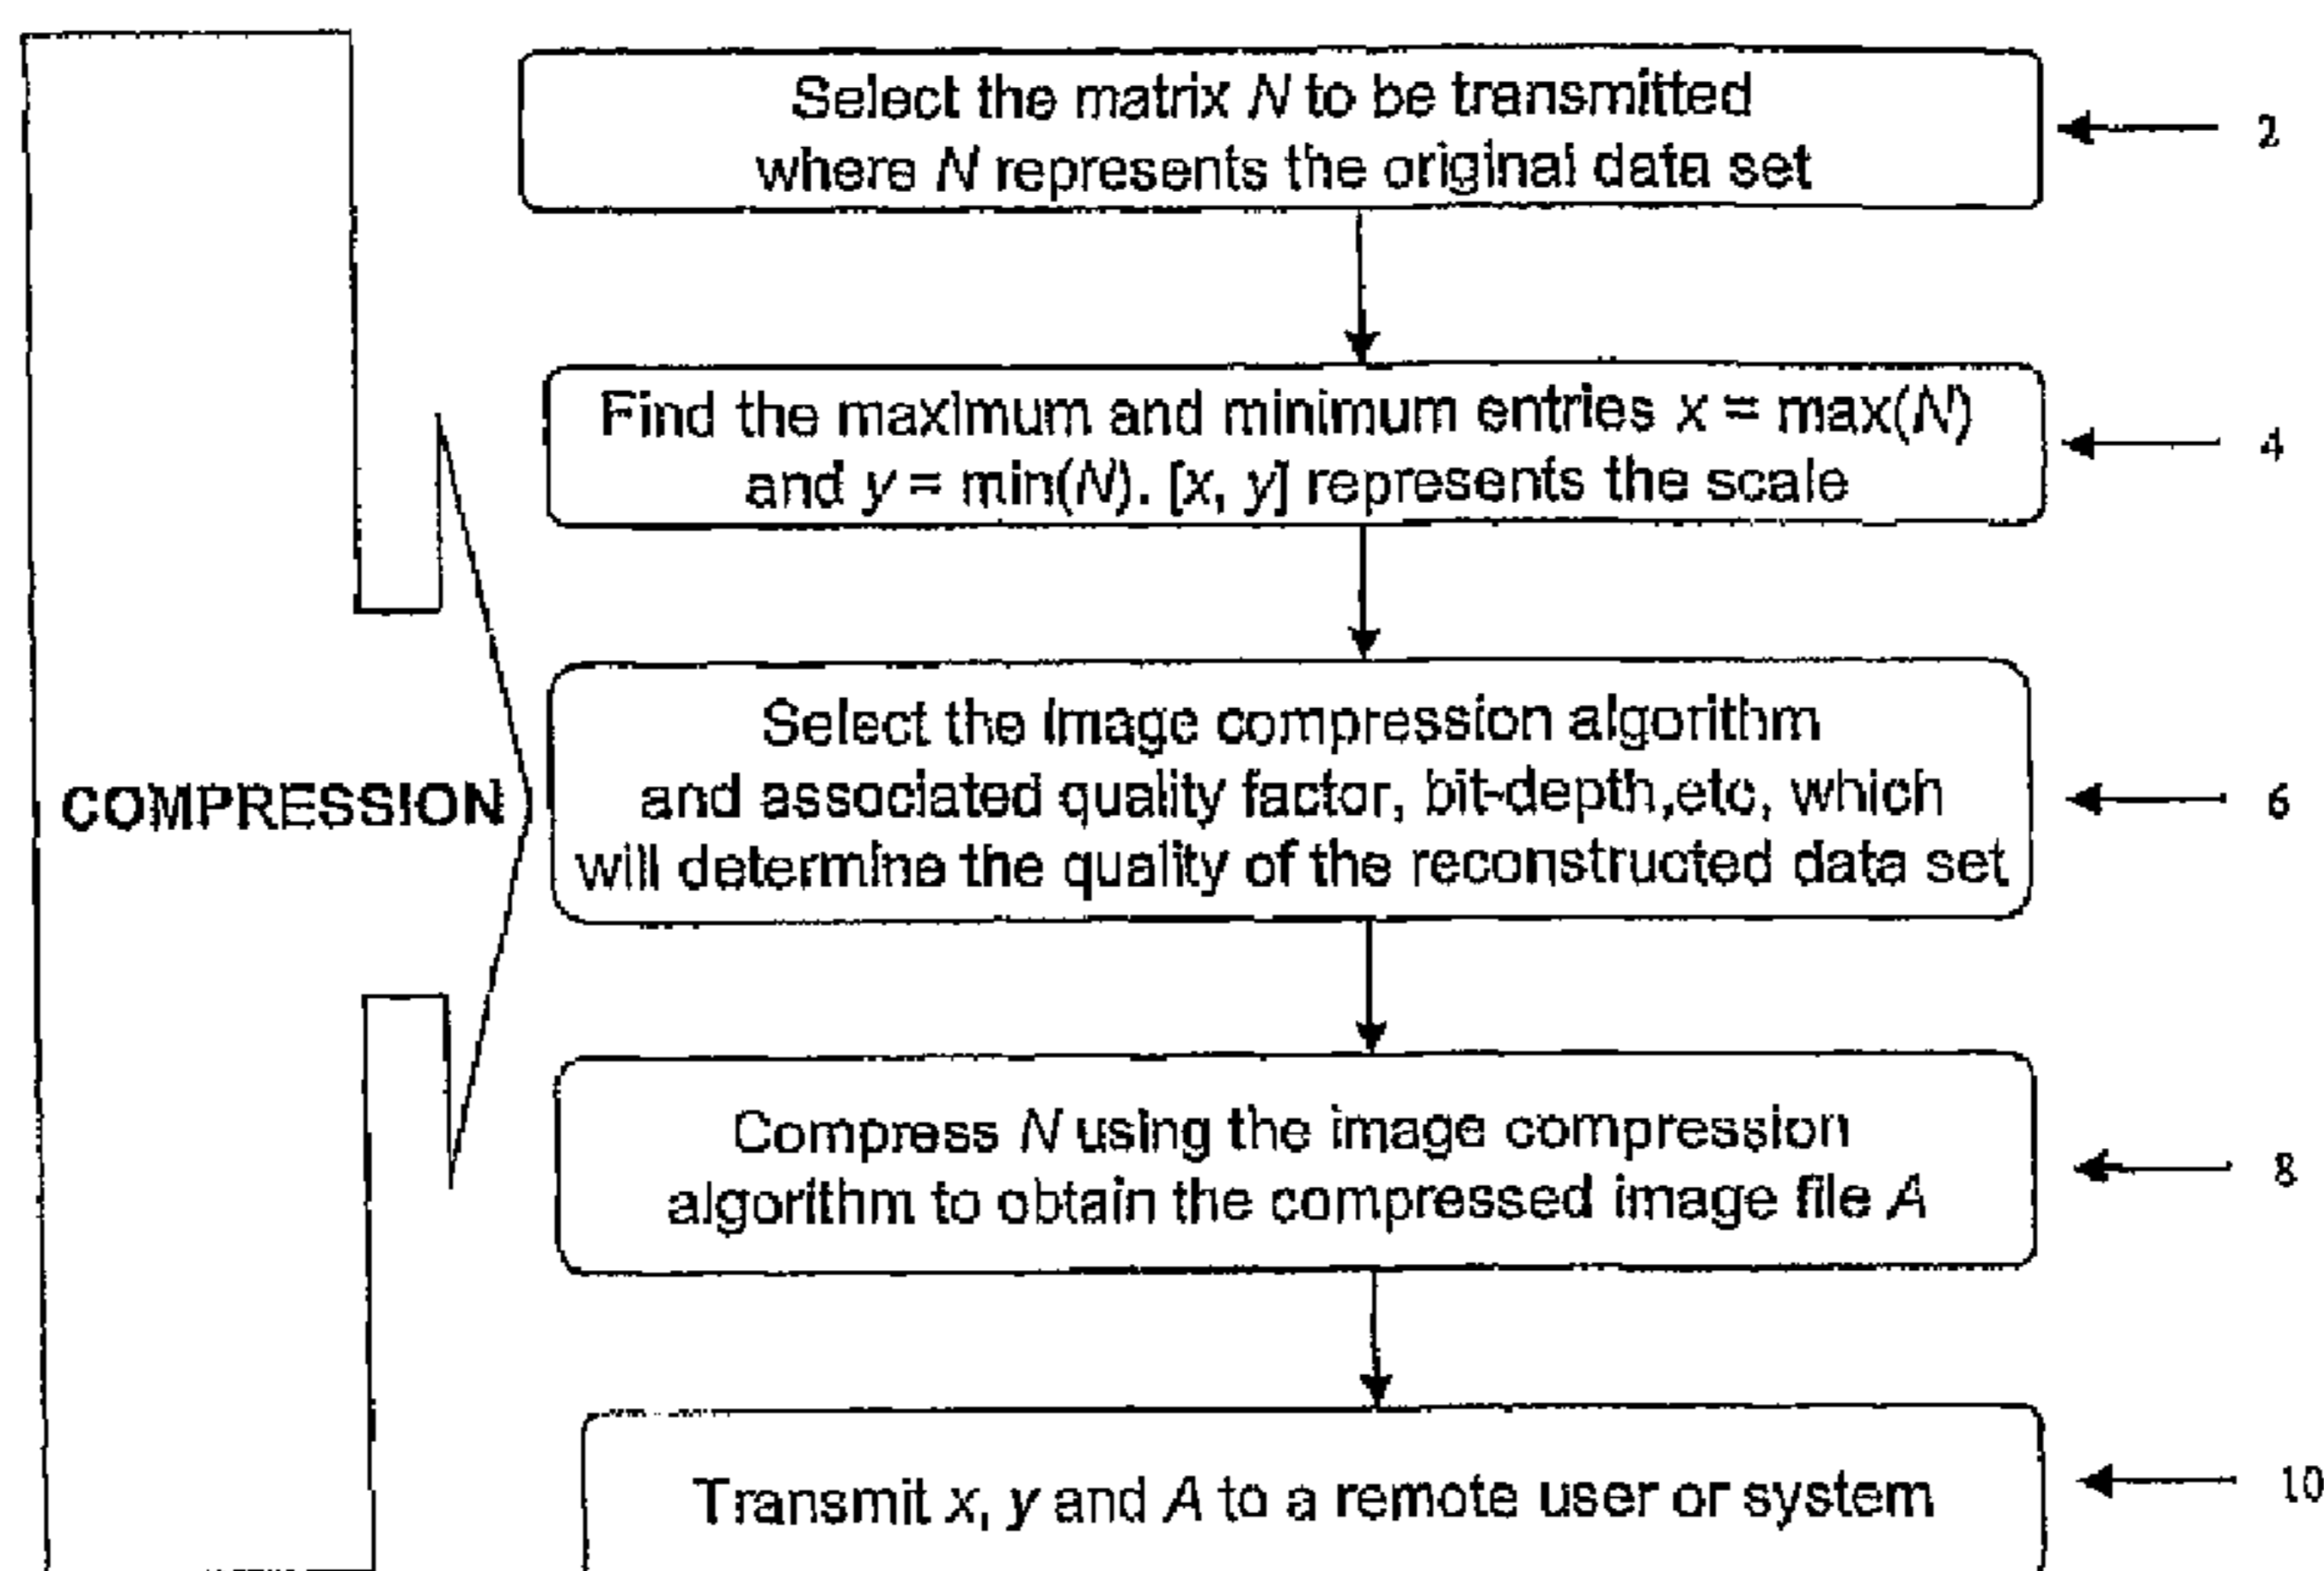 Select the matrix N to be transmitted
where N represents the original data set
2
Find the maximum and minimum entries x = max(N)
and y = min(N). [x, y] represents the scale
4
Select the image compression algorithm
and associated quality factor, bit-depth,etc, which
will determine the quality of the reconstructed data set
6
COMPRESSION
Compress N using the image compression
algorithm to obtain the compressed image file A
8
Transmit x, y and A to a remote user or system
10